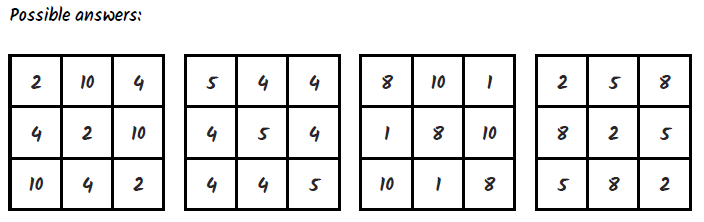 Possible answers:
2 10 4 5 4 4 8 10 1 2 5 8
4 2 10 4 5 4 1 8 10 8 2 5
10 4 2 4 4 5 10 1 8 5 8 2